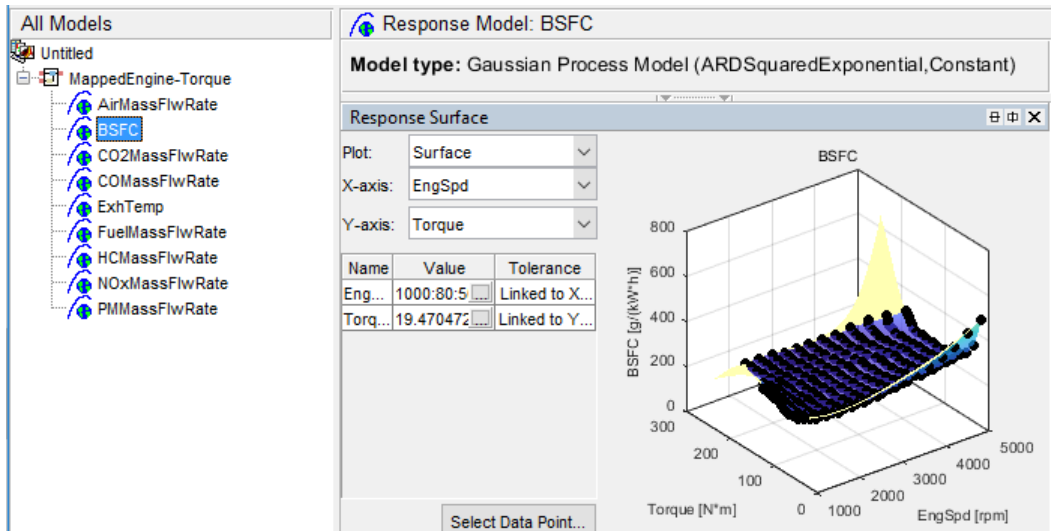 All Models
Untitled
MappedEngine-Torque
AirMassFlwRate
BSFC
CO2MassFlwRate
COMassFlwRate
ExhTemp
FuelMassFlwRate
HCMassFlwRate
NOxMassFlwRate
PMMassFlwRate
Response Model: BSFC
Model type: Gaussian Process Model (ARDSquaredExponential,Constant)
Response Surface
Plot: Surface
X-axis: EngSpd
Y-axis: Torque
Name Value Tolerance
Eng... 1000:80:5( ... Linked to X...
Torq... 19.470472 ... Linked to Y...
Select Data Point...
BSFC
800
600
400
200
0
BSFC [g/(kW*h)]
300
200
100
0
Torque [N*m]
1000
2000
3000
4000
5000
EngSpd [rpm]